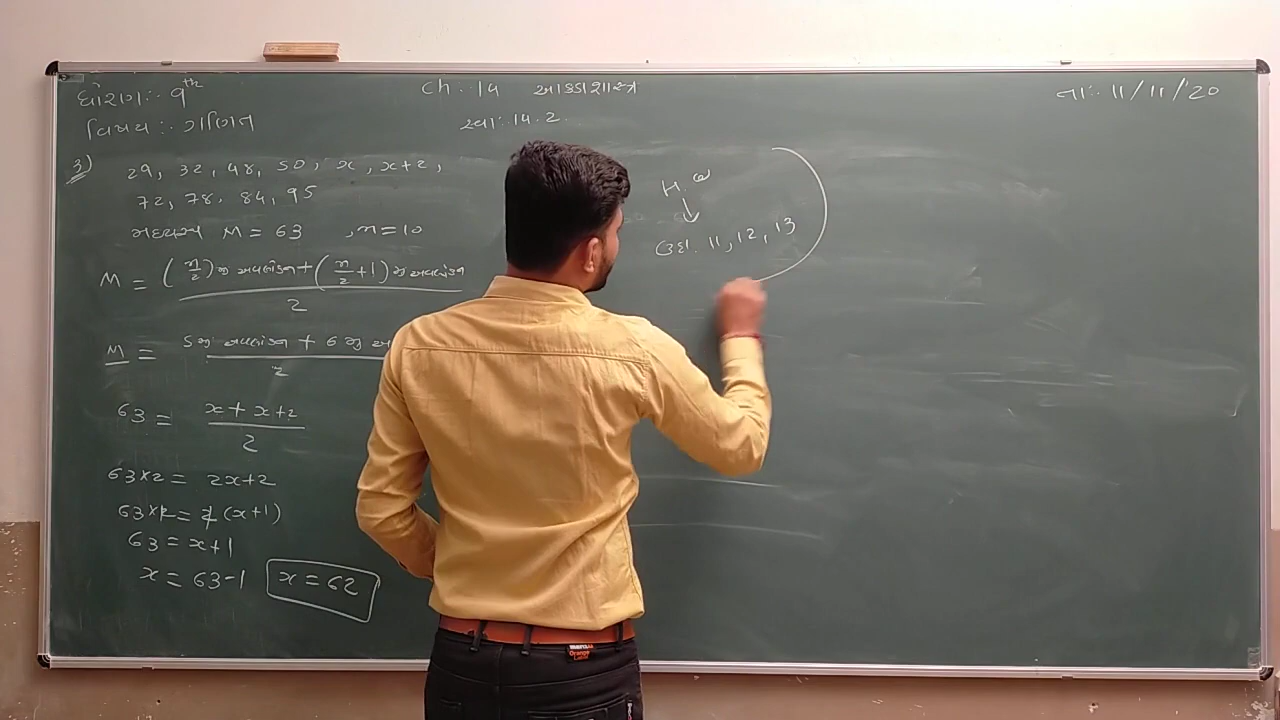 ધોરણ:- 9th
વિષય:- ગણિત
Ch:-14 આંકડાશાસ્ત્ર
સ્વા:-14.2.
તા:- 11/11/'20
3) 29, 32, 48, 50, x, x+2,
72, 78, 84, 95
મધ્યસ્થ M = 63 , n = 10
M = (n/2) મું અવલોકન + (n/2 + 1) મું અવલોકન / 2
M = 5 મું અવલોકન + 6 મું અ / 2
63 = x + x+2 / 2
63×2 = 2x+2
63×2 = 2(x+1)
63 = x+1
x = 63-1 x = 62
H.W
↓
ઉદા. 11, 12, 13
Orange